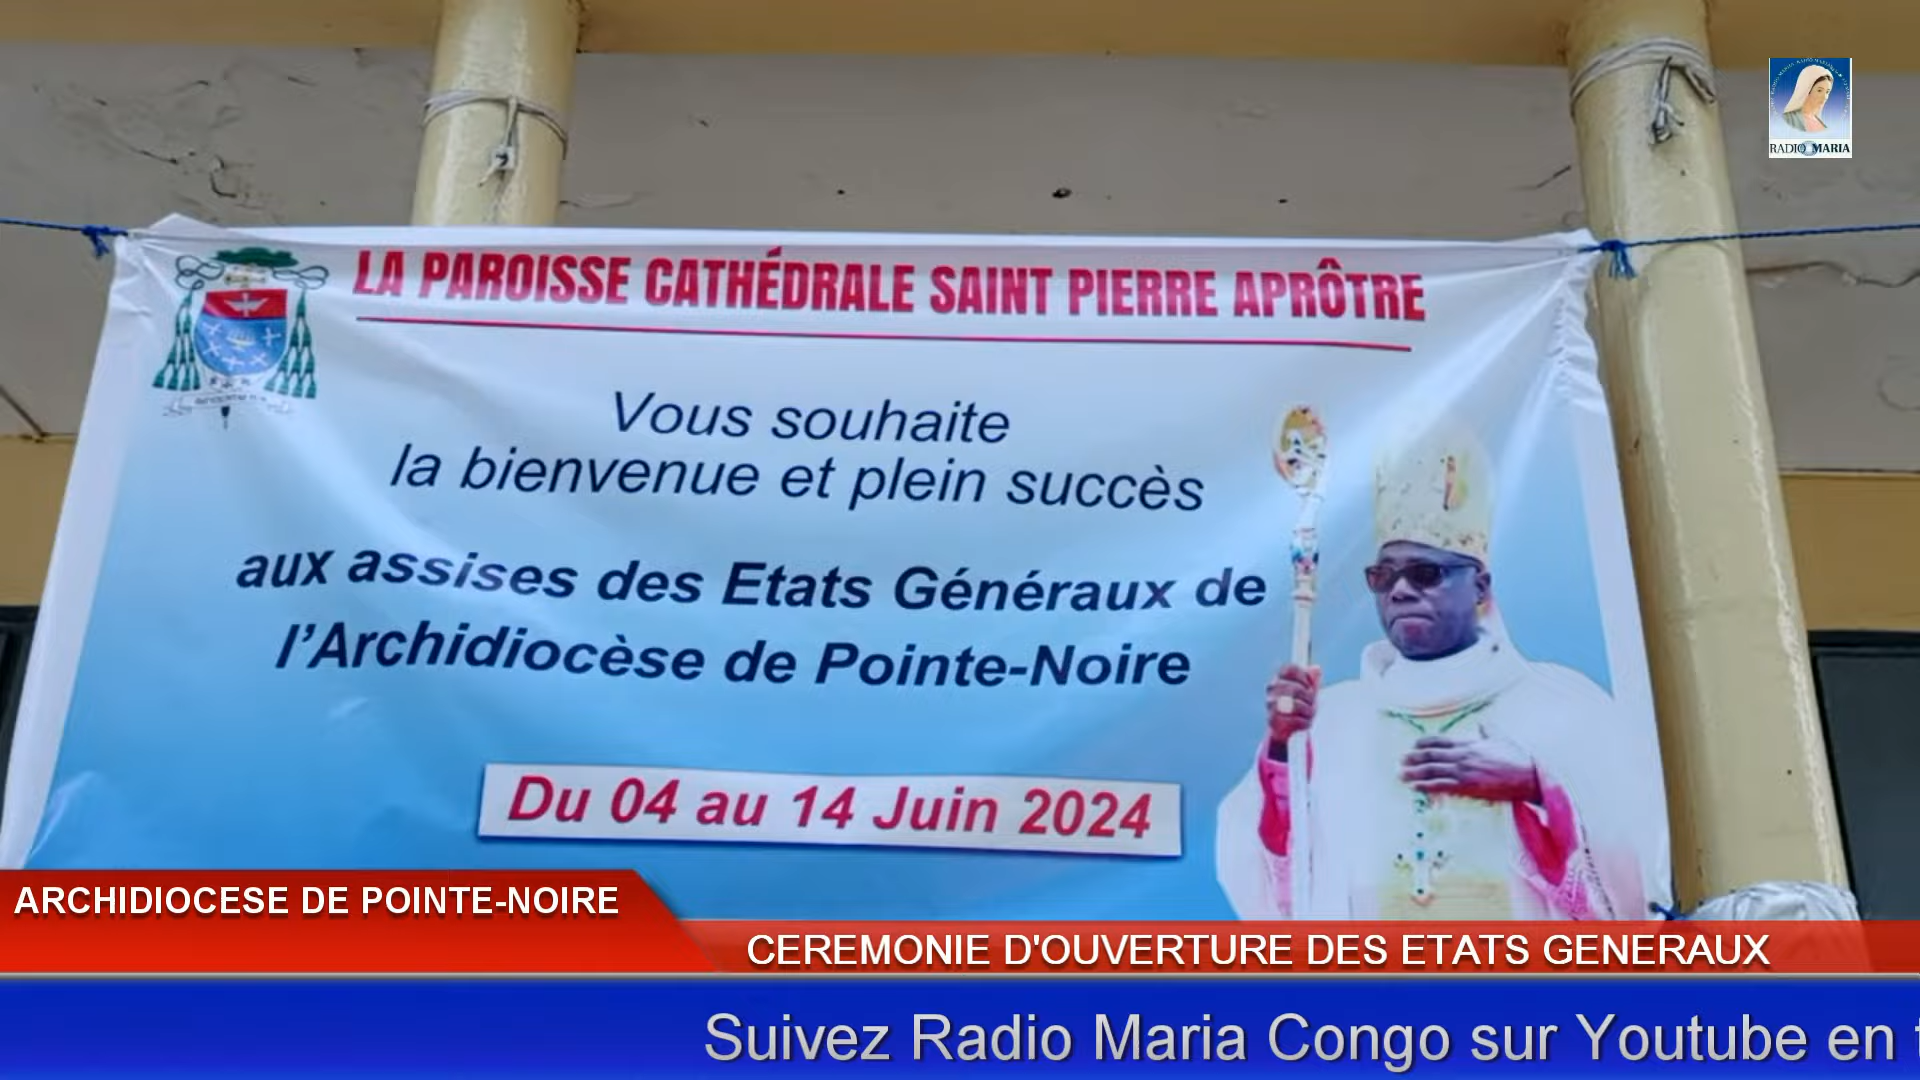 RADIO MARIA
LA PAROISSE CATHÉDRALE SAINT PIERRE APRÔTRE
Vous souhaite
la bienvenue et plein succès
aux assises des Etats Généraux de
l'Archidiocèse de Pointe-Noire
Du 04 au 14 Juin 2024
ARCHIDIOCESE DE POINTE-NOIRE
CEREMONIE D'OUVERTURE DES ETATS GENERAUX
Suivez Radio Maria Congo sur Youtube en